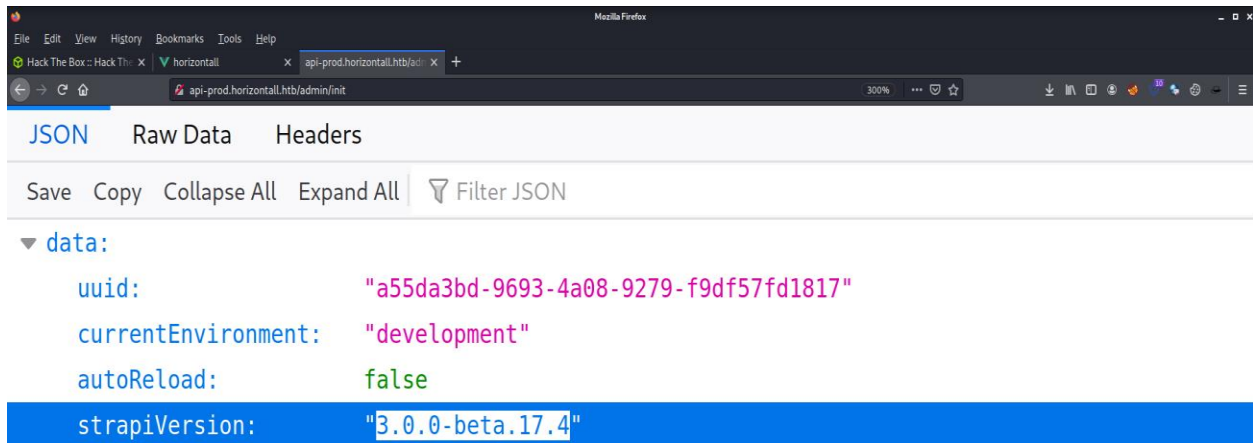 Mozilla Firefox
File Edit View History Bookmarks Tools Help
Hack The Box :: Hack The horizontall api-prod.horizontall.htb/adm
api-prod.horizontall.htb/admin/init 300% 10
JSON Raw Data Headers
Save Copy Collapse All Expand All Filter JSON
data:
uuid: "a55da3bd-9693-4a08-9279-f9df57fd1817"
currentEnvironment: "development"
autoReload: false
strapiVersion: "3.0.0-beta.17.4"